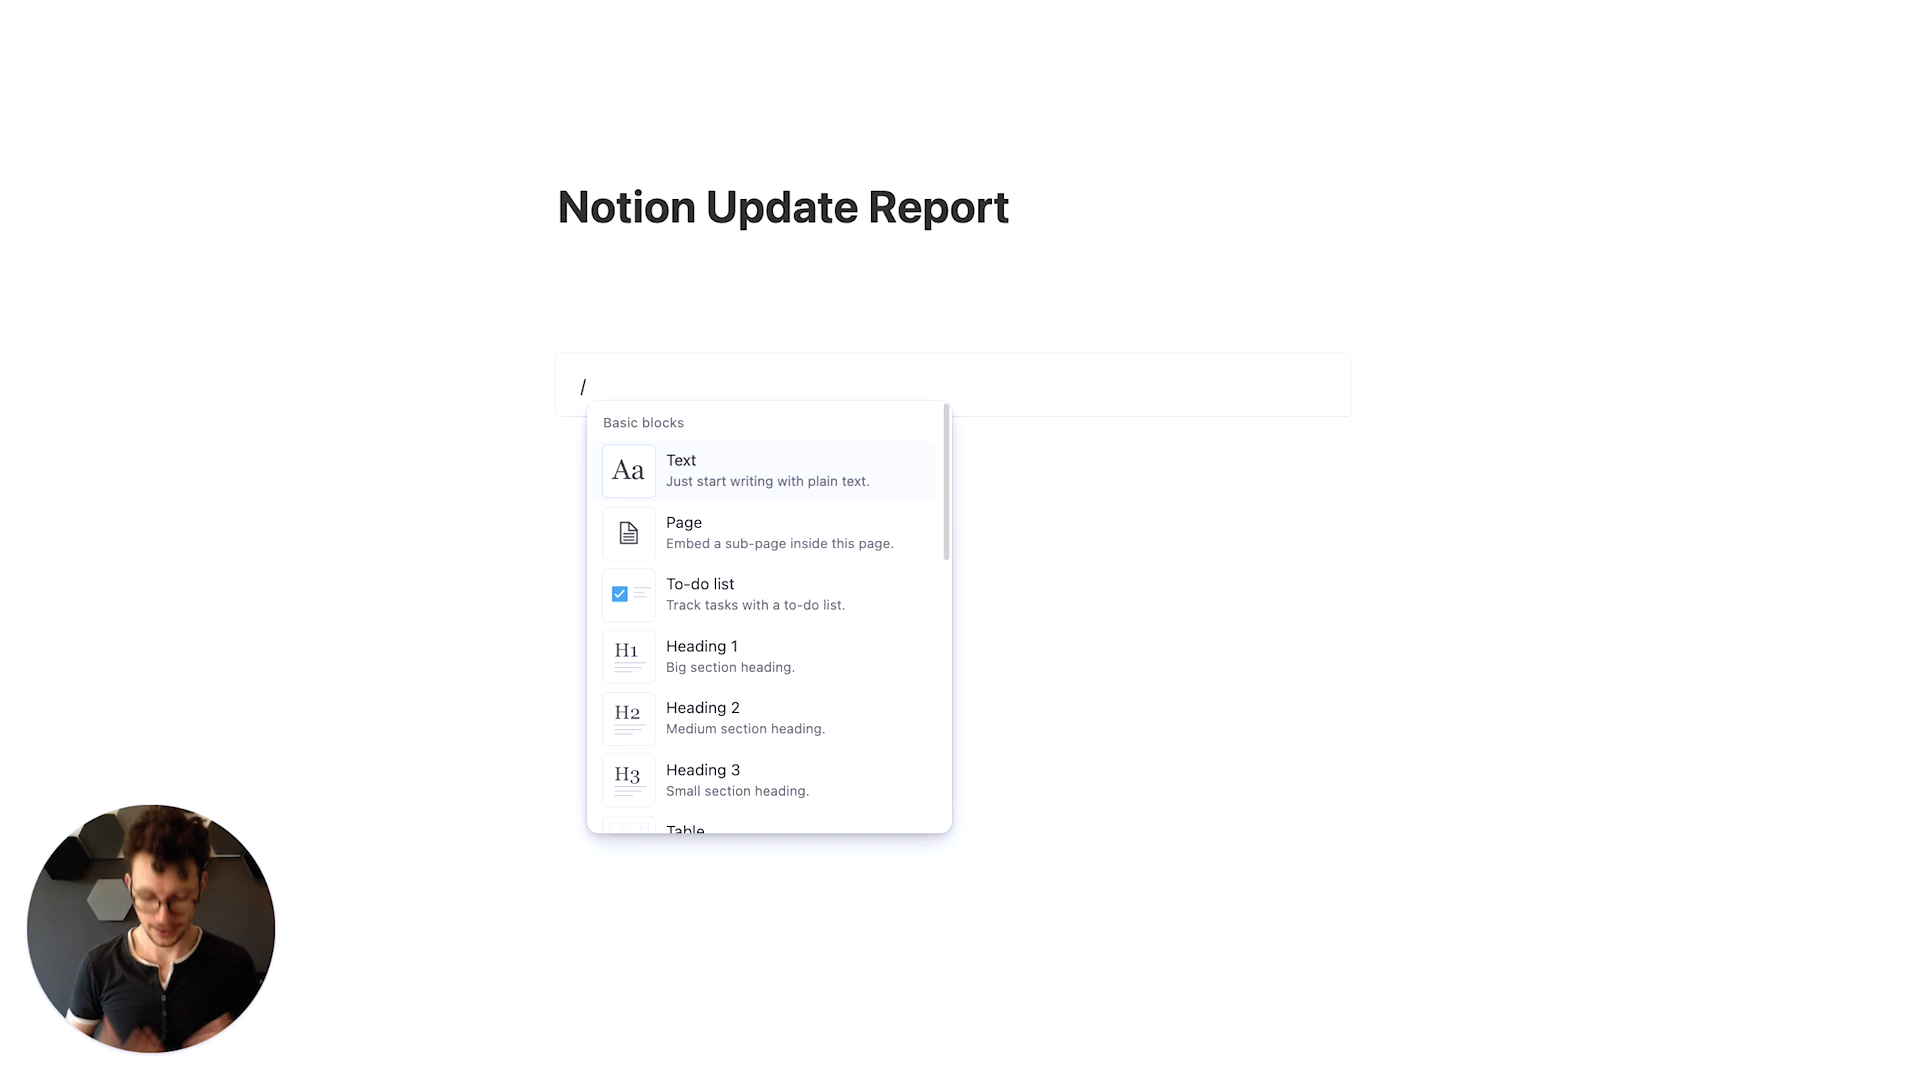 Notion Update Report
/
Basic blocks
Aa
Text
Just start writing with plain text.
Page
Embed a sub-page inside this page.
To-do list
Track tasks with a to-do list.
H1
Heading 1
Big section heading.
H2
Heading 2
Medium section heading.
H3
Heading 3
Small section heading.
Table